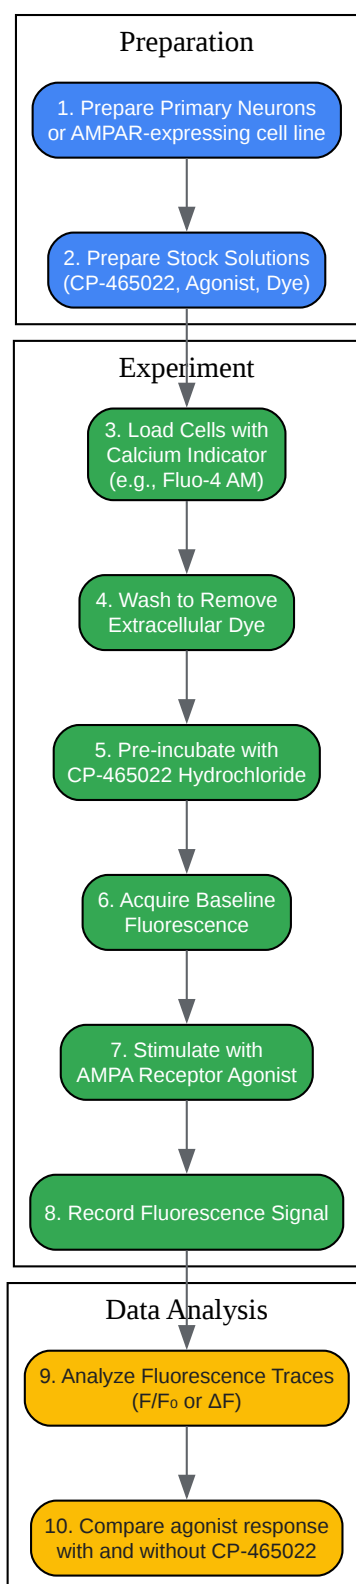 Preparation
1. Prepare Primary Neurons
or AMPAR-expressing cell line
2. Prepare Stock Solutions
(CP-465022, Agonist, Dye)
Experiment
3. Load Cells with
Calcium Indicator
(e.g., Fluo-4 AM)
4. Wash to Remove
Extracellular Dye
5. Pre-incubate with
CP-465022 Hydrochloride
6. Acquire Baseline
Fluorescence
7. Stimulate with
AMPA Receptor Agonist
8. Record Fluorescence Signal
Data Analysis
9. Analyze Fluorescence Traces
(F/F₀ or ΔF)
10. Compare agonist response
with and without CP-465022